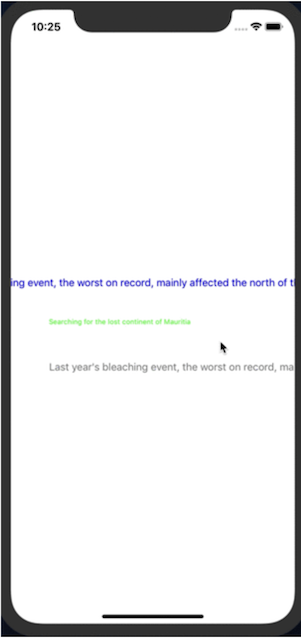 10:25
ing event, the worst on record, mainly affected the north of t
Searching for the lost continent of Mauritia
Last year's bleaching event, the worst on record, ma